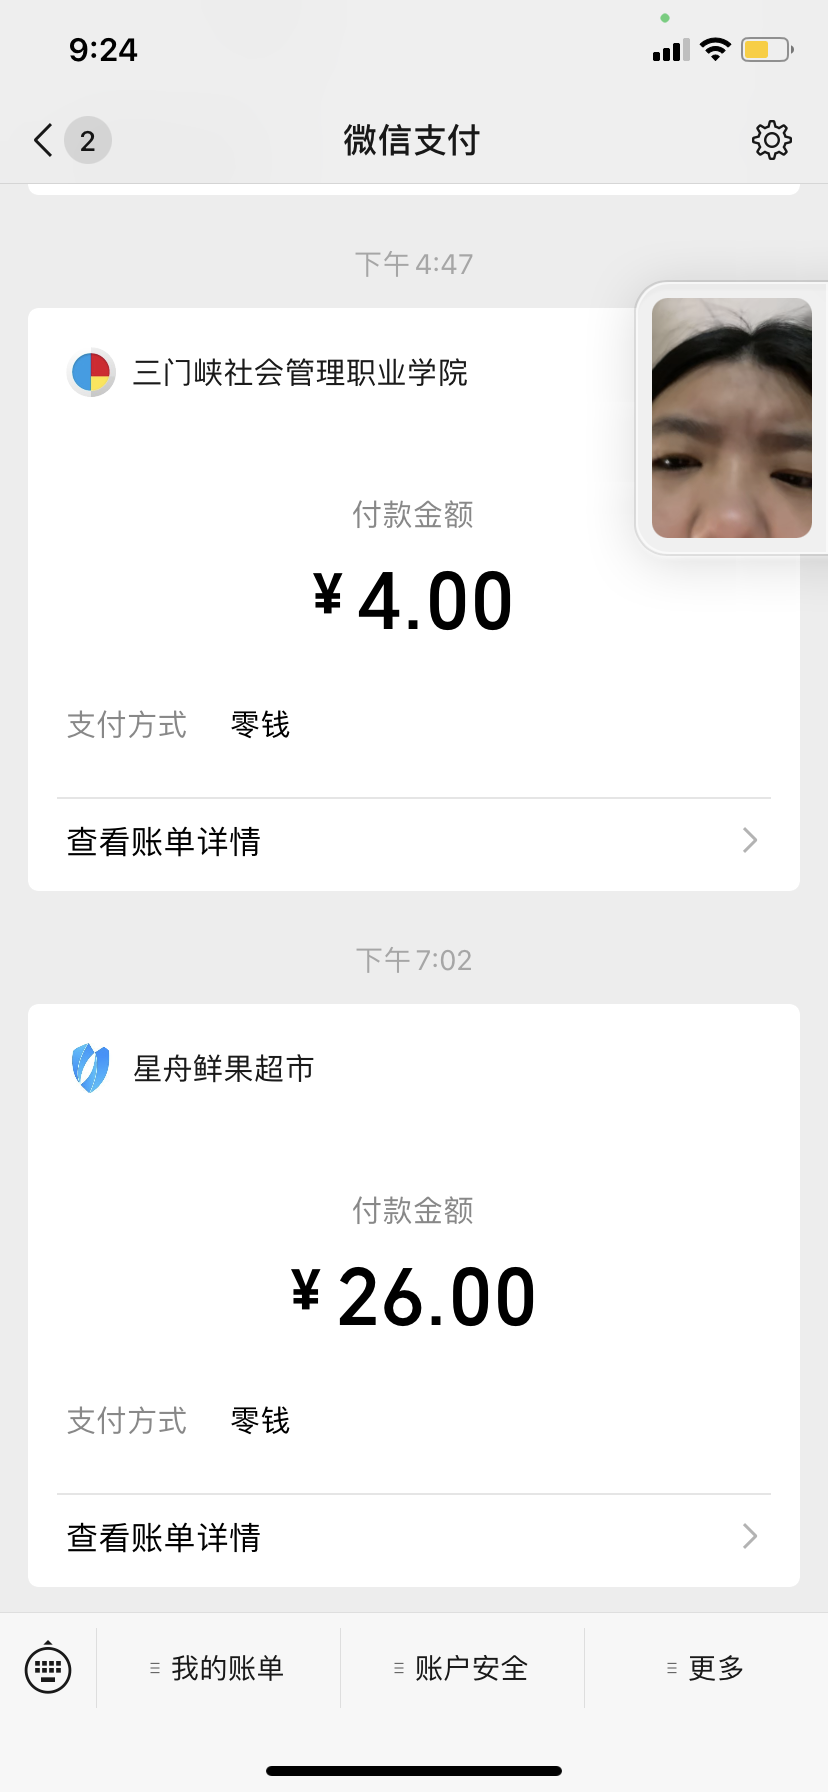 9:24
2
微信支付
下午 4:47
三门峡社会管理职业学院
付款金额
¥ 4.00
支付方式 零钱
查看账单详情
下午 7:02
星舟鲜果超市
付款金额
¥ 26.00
支付方式 零钱
查看账单详情
我的账单 账户安全 更多